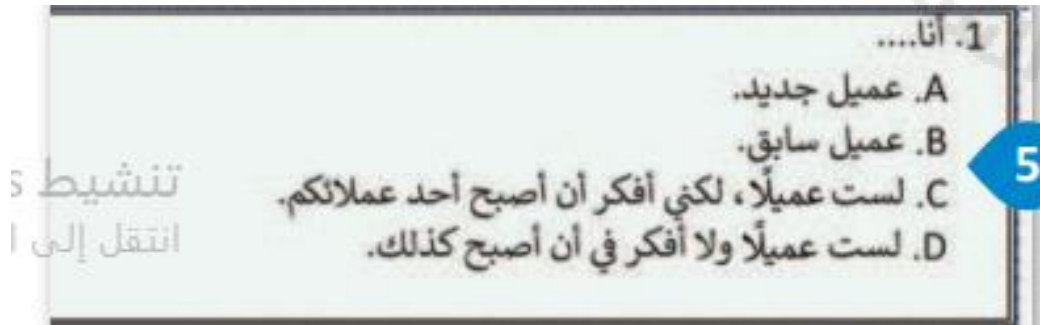 1. أنا....
A. عميل جديد.
B. عميل سابق.
5
C. لست عميلًا، لكني أفكر أن أصبح أحد عملائكم.
D. لست عميلًا ولا أفكر في أن أصبح كذلك.
تنشيط s
انتقل إلى ا